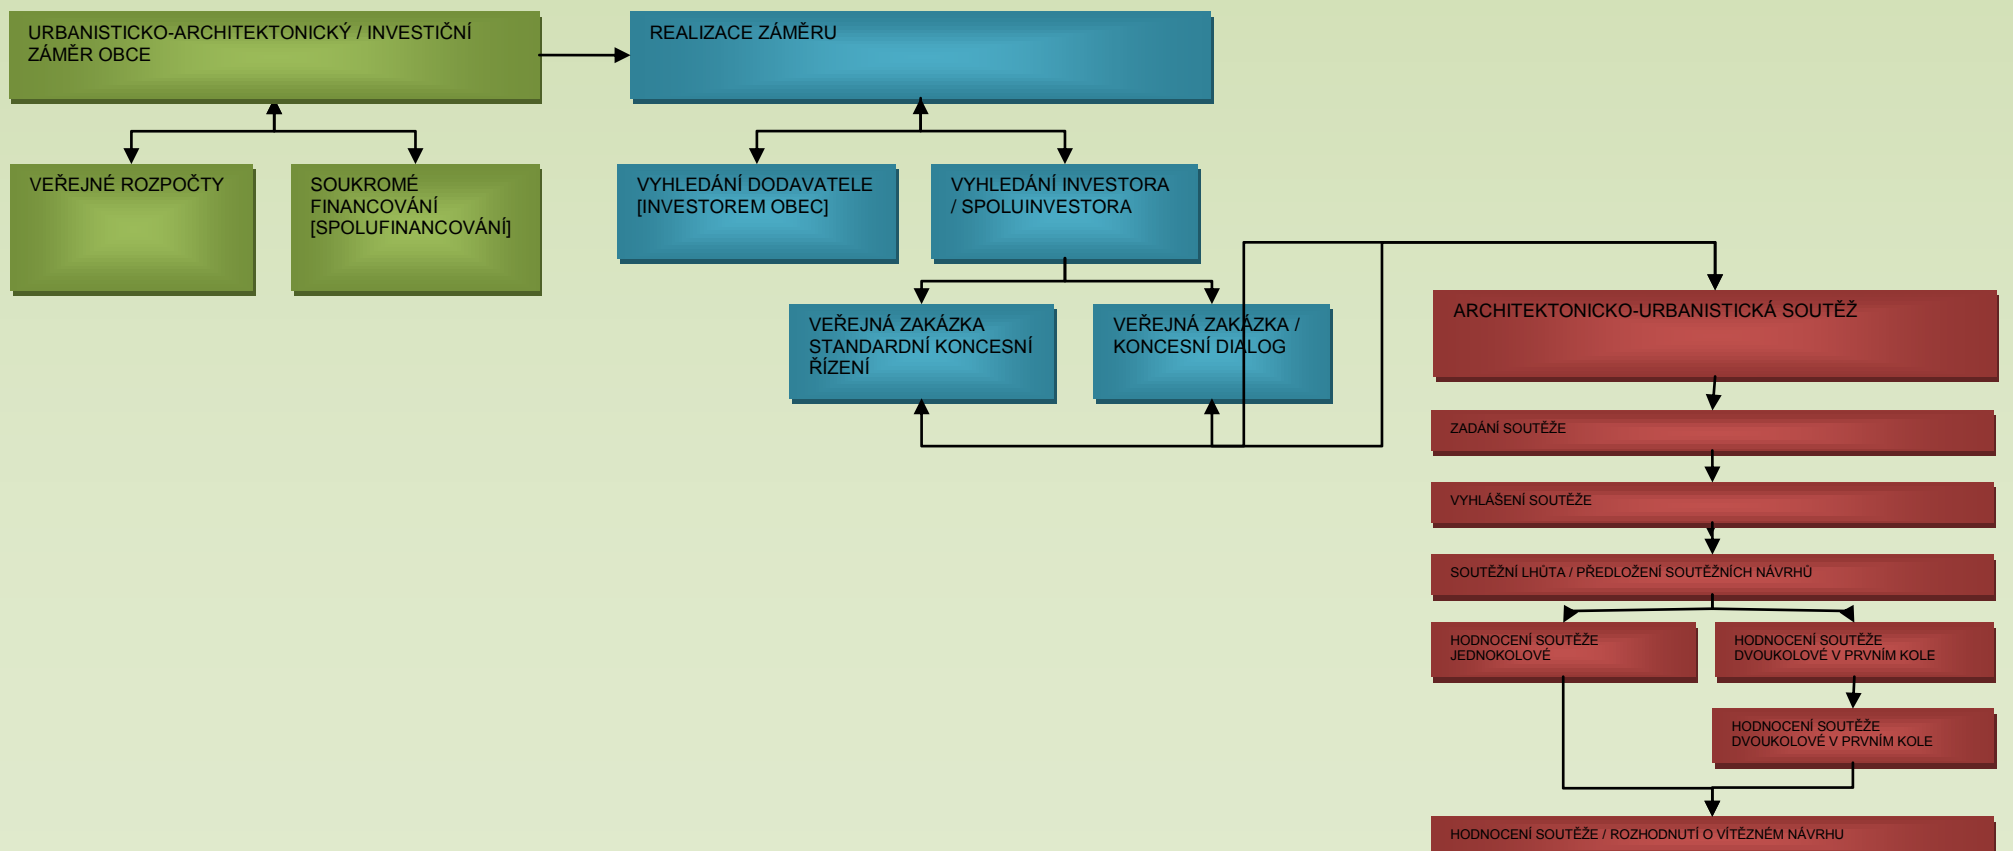 URBANISTICKO-ARCHITEKTONICKÝ / INVESTIČNÍ
ZÁMĚR OBCE
REALIZACE ZÁMĚRU
VEŘEJNÉ ROZPOČTY
SOUKROMÉ
FINANCOVÁNÍ
[SPOLUFINANCOVÁNÍ]
VYHLEDÁNÍ DODAVATELE
[INVESTOREM OBEC]
VYHLEDÁNÍ INVESTORA
/ SPOLUINVESTORA
VEŘEJNÁ ZAKÁZKA
STANDARDNÍ KONCESNÍ
ŘÍZENÍ
VEŘEJNÁ ZAKÁZKA /
KONCESNÍ DIALOG
ARCHITEKTONICKO-URBANISTICKÁ SOUTĚŽ
ZADÁNÍ SOUTĚŽE
VYHLÁŠENÍ SOUTĚŽE
SOUTĚŽNÍ LHŮTA / PŘEDLOŽENÍ SOUTĚŽNÍCH NÁVRHŮ
HODNOCENÍ SOUTĚŽE
JEDNOKOLOVÉ
HODNOCENÍ SOUTĚŽE
DVOUKOLOVÉ V PRVNÍM KOLE
HODNOCENÍ SOUTĚŽE
DVOUKOLOVÉ V PRVNÍM KOLE
HODNOCENÍ SOUTĚŽE / ROZHODNUTÍ O VÍTĚZNÉM NÁVRHU